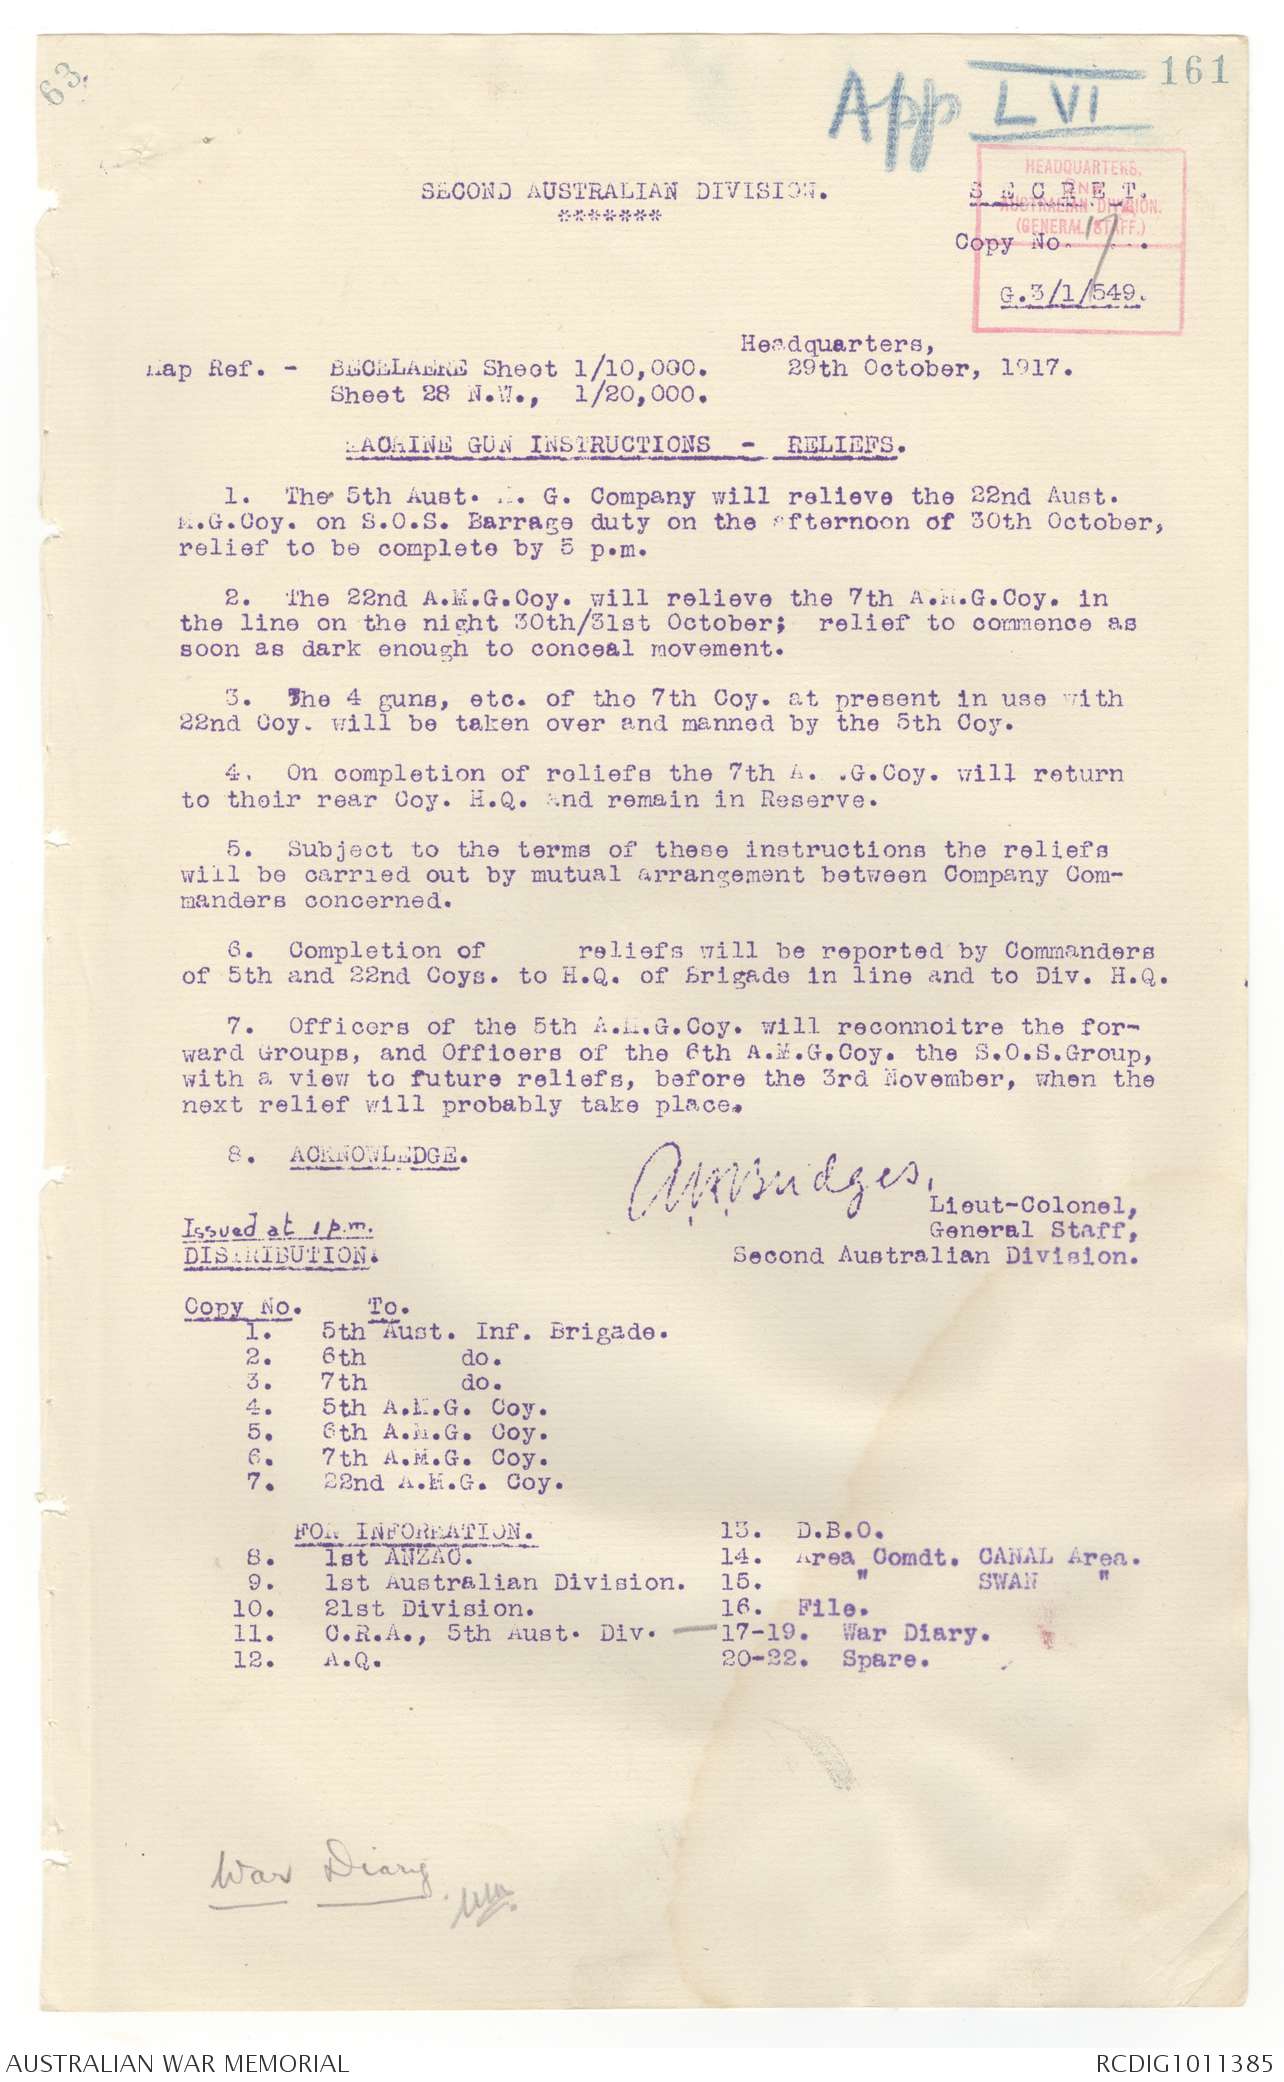 63.
161
App LVI
HEADQUARTERS,
2ND
AUSTRALIAN DIVISION.
(GENERAL STAFF.)
SECOND AUSTRALIAN DIVISION.
*******
S E C R E T.
Copy No. 17 .
G.3/1/549.
Headquarters,
Map Ref. - BECELAERE Sheet 1/10,000. 29th October, 1917.
Sheet 28 N.W., 1/20,000.
MACHINE GUN INSTRUCTIONS - RELIEFS.
1. The 5th Aust. M. G. Company will relieve the 22nd Aust.
M.G.Coy. on S.O.S. Barrage duty on the afternoon of 30th October,
relief to be complete by 5 p.m.
2. The 22nd A.M.G.Coy. will relieve the 7th A.M.G.Coy. in
the line on the night 30th/31st October; relief to commence as
soon as dark enough to conceal movement.
3. The 4 guns, etc. of the 7th Coy. at present in use with
22nd Coy. will be taken over and manned by the 5th Coy.
4. On completion of reliefs the 7th A.M.G.Coy. will return
to their rear Coy. H.Q. and remain in Reserve.
5. Subject to the terms of these instructions the reliefs
will be carried out by mutual arrangement between Company Com-
manders concerned.
6. Completion of reliefs will be reported by Commanders
of 5th and 22nd Coys. to H.Q. of Brigade in line and to Div. H.Q.
7. Officers of the 5th A.M.G.Coy. will reconnoitre the for-
ward Groups, and Officers of the 6th A.M.G.Coy. the S.O.S.Group,
with a view to future reliefs, before the 3rd November, when the
next relief will probably take place.
8. ACKNOWLEDGE.
Bridges,
Lieut-Colonel,
General Staff,
Second Australian Division.
Issued at 1 p.m.
DISTRIBUTION.
Copy No. To.
1. 5th Aust. Inf. Brigade.
2. 6th do.
3. 7th do.
4. 5th A.M.G. Coy.
5. 6th A.M.G. Coy.
6. 7th A.M.G. Coy.
7. 22nd A.M.G. Coy.
FOR INFORMATION.
8. 1st ANZAC.
9. 1st Australian Division.
10. 21st Division.
11. C.R.A., 5th Aust. Div.
12. A.Q.
13. D.B.O.
14. Area Comdt. CANAL Area.
15. " SWAN "
16. File.
17-19. War Diary.
20-22. Spare.
War Diary
AUSTRALIAN WAR MEMORIAL
RCDIG1011385